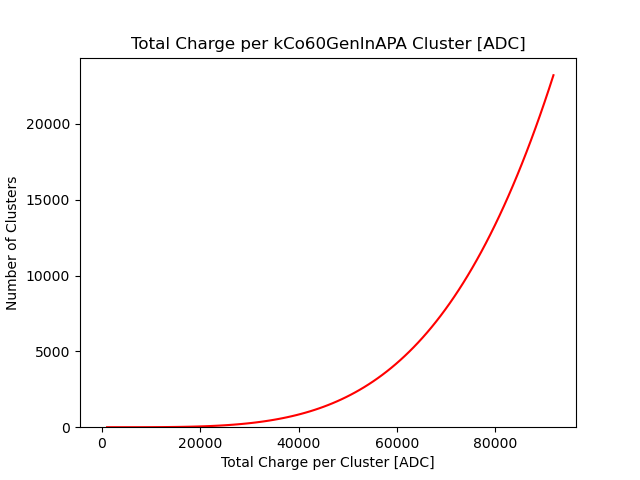 Total Charge per kCo60GenInAPA Cluster [ADC]
Number of Clusters
20000
15000
10000
5000
0
0 20000 40000 60000 80000
Total Charge per Cluster [ADC]